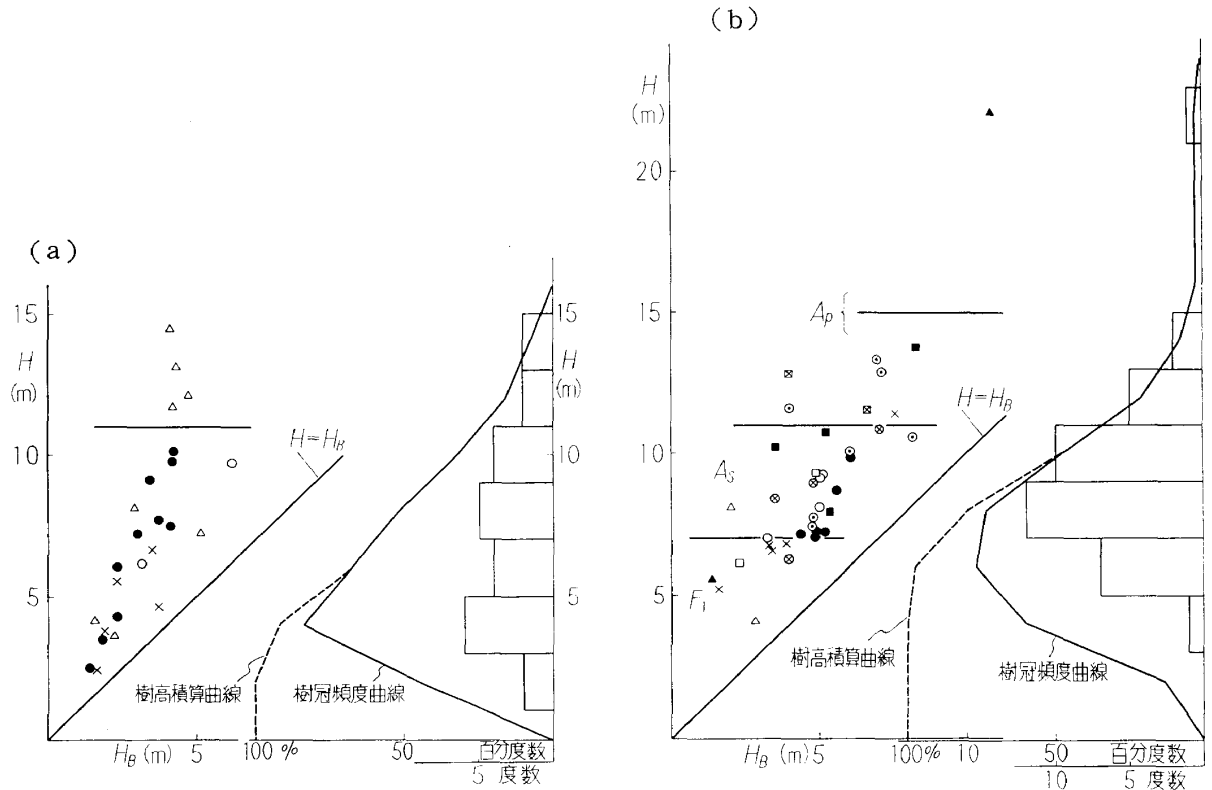 (a)
15
H
(m)
10
5
H=H_B
樹高積算曲線
樹冠頻度曲線
H_B (m) 5
100 %
50
百分度数
5 度数
15
H
(m)
10
5
(b)
H
(m)
20
15
10
5
A_p
A_s
F_1
H=H_B
樹高積算曲線
樹冠頻度曲線
H_B (m) 5
100%
10
50
百分度数
10 5 度数